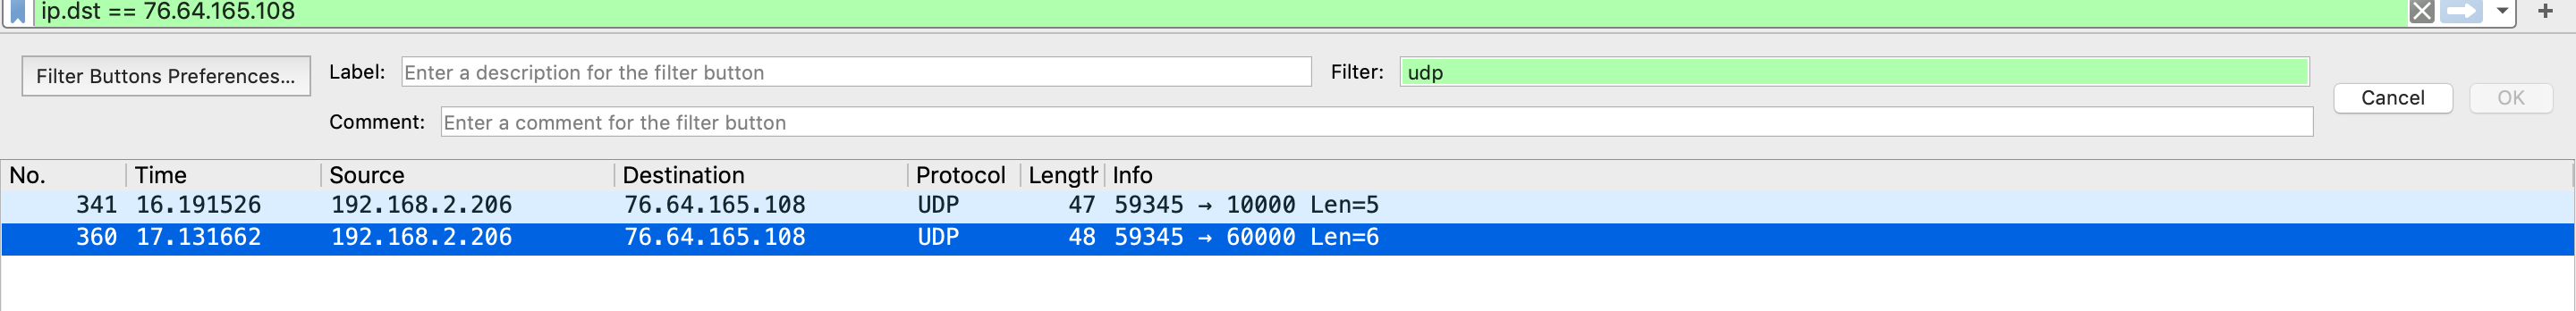 ip.dst == 76.64.165.108
Filter Buttons Preferences... Label: Enter a description for the filter button Filter: udp
Cancel OK
Comment: Enter a comment for the filter button
No. Time Source Destination Protocol Length Info
341 16.191526 192.168.2.206 76.64.165.108 UDP 47 59345 → 10000 Len=5
360 17.131662 192.168.2.206 76.64.165.108 UDP 48 59345 → 60000 Len=6